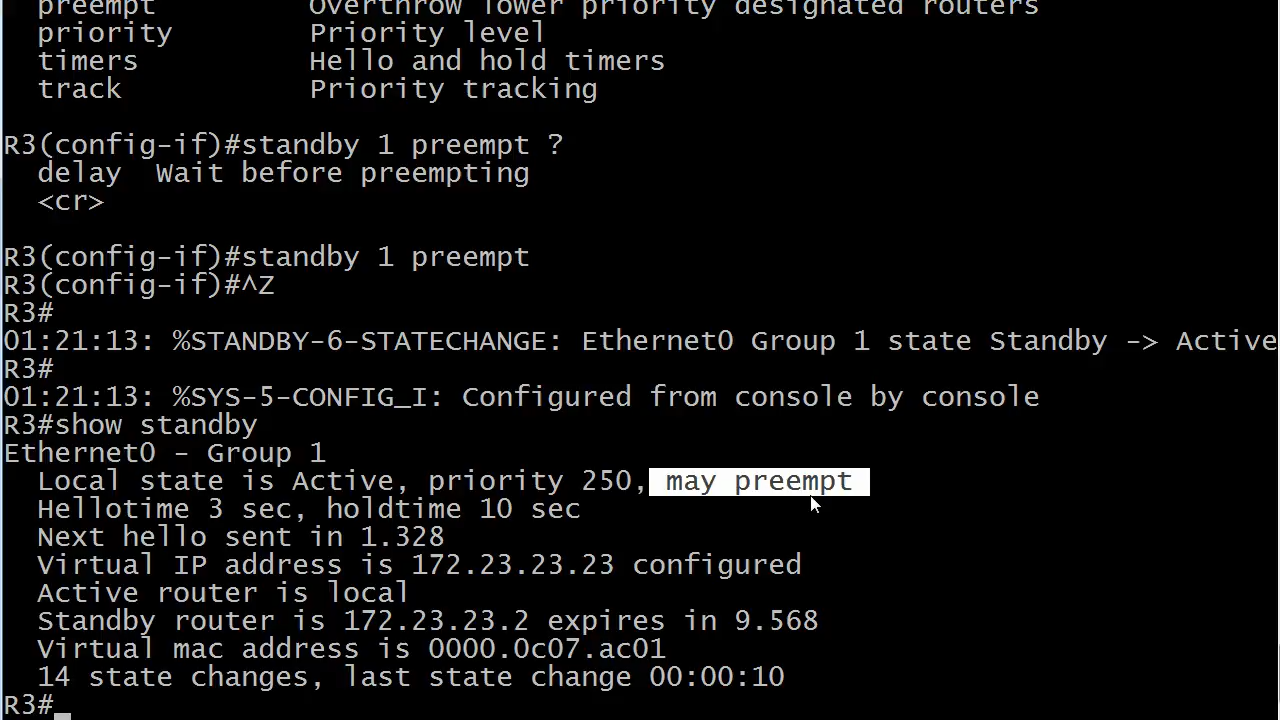 preempt Overthrow lower priority designated routers
priority Priority level
timers Hello and hold timers
track Priority tracking
R3(config-if)#standby 1 preempt ?
delay Wait before preempting
<cr>
R3(config-if)#standby 1 preempt
R3(config-if)#^Z
R3#
01:21:13: %STANDBY-6-STATECHANGE: Ethernet0 Group 1 state Standby -> Active
R3#
01:21:13: %SYS-5-CONFIG_I: Configured from console by console
R3#show standby
Ethernet0 - Group 1
Local state is Active, priority 250, may preempt
Hellotime 3 sec, holdtime 10 sec
Next hello sent in 1.328
Virtual IP address is 172.23.23.23 configured
Active router is local
Standby router is 172.23.23.2 expires in 9.568
Virtual mac address is 0000.0c07.ac01
14 state changes, last state change 00:00:10
R3#